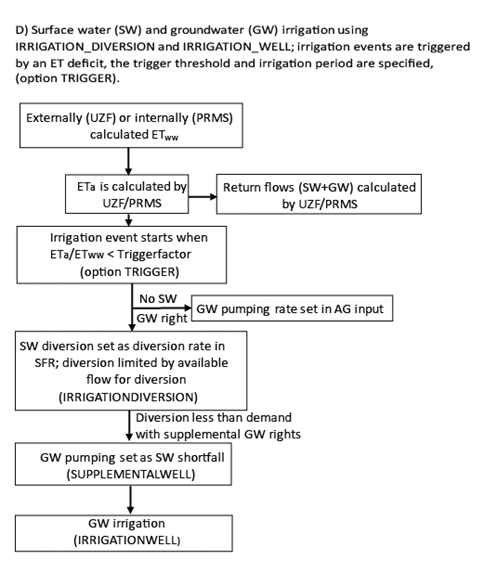 D) Surface water (SW) and groundwater (GW) irrigation using
IRRIGATION_DIVERSION and IRRIGATION_WELL; irrigation events are triggered
by an ET deficit, the trigger threshold and irrigation period are specified,
(option TRIGGER).
Externally (UZF) or internally (PRMS)
calculated ETww
ETa is calculated by
UZF/PRMS
Return flows (SW+GW) calculated
by UZF/PRMS
Irrigation event starts when
ETa/ETww < Triggerfactor
(option TRIGGER)
No SW
GW right
GW pumping rate set in AG input
SW diversion set as diversion rate in
SFR; diversion limited by available
flow for diversion
(IRRIGATIONDIVERSION)
Diversion less than demand
with supplemental GW rights
GW pumping set as SW shortfall
(SUPPLEMENTALWELL)
GW irrigation
(IRRIGATIONWELL)